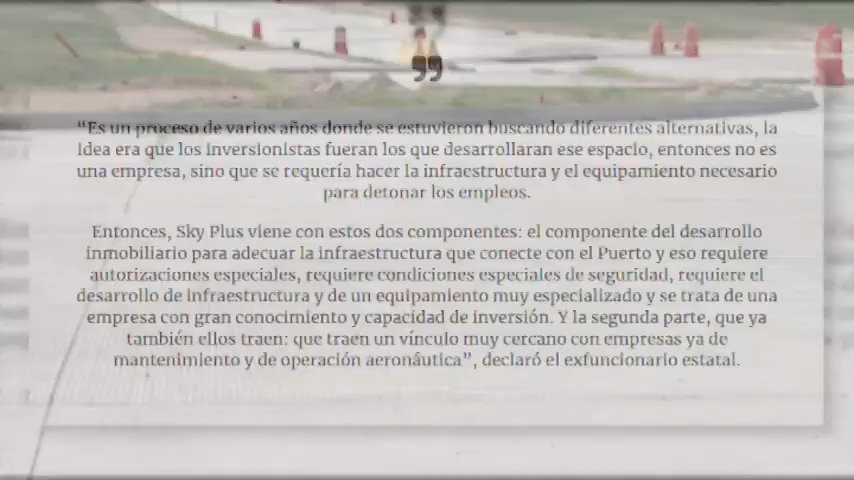 “Es un proceso de varios años donde se estuvieron buscando diferentes alternativas, la
idea era que los inversionistas fueran los que desarrollaran ese espacio, entonces no es
una empresa, sino que se requería hacer la infraestructura y el equipamiento necesario
para detonar los empleos.
Entonces, Sky Plus viene con estos dos componentes: el componente del desarrollo
inmobiliario para adecuar la infraestructura que conecte con el Puerto y eso requiere
autorizaciones especiales, requiere condiciones especiales de seguridad, requiere el
desarrollo de infraestructura y de un equipamiento muy especializado y se trata de una
empresa con gran conocimiento y capacidad de inversión. Y la segunda parte, que ya
también ellos traen: que traen un vínculo muy cercano con empresas ya de
mantenimiento y de operación aeronáutica”, declaró el exfuncionario estatal.